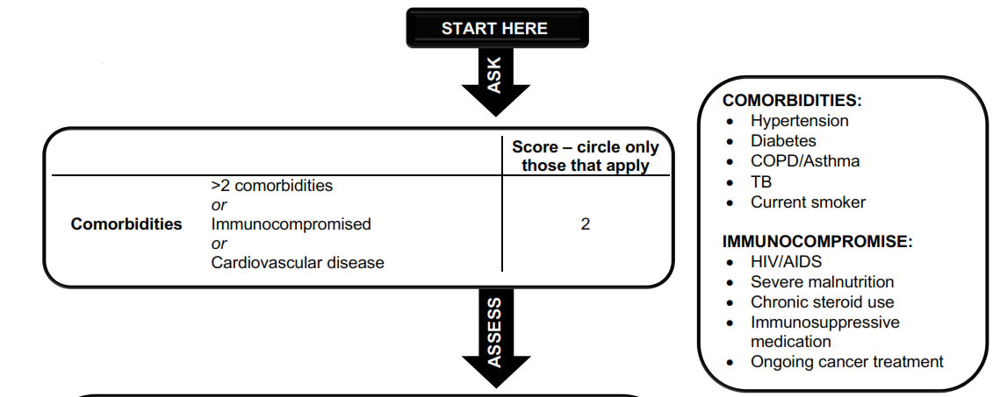 START HERE
ASK
Score – circle only
those that apply
>2 comorbidities
or
Comorbidities Immunocompromised 2
or
Cardiovascular disease
ASSESS
COMORBIDITIES:
• Hypertension
• Diabetes
• COPD/Asthma
• TB
• Current smoker
IMMUNOCOMPROMISE:
• HIV/AIDS
• Severe malnutrition
• Chronic steroid use
• Immunosuppressive
medication
• Ongoing cancer treatment